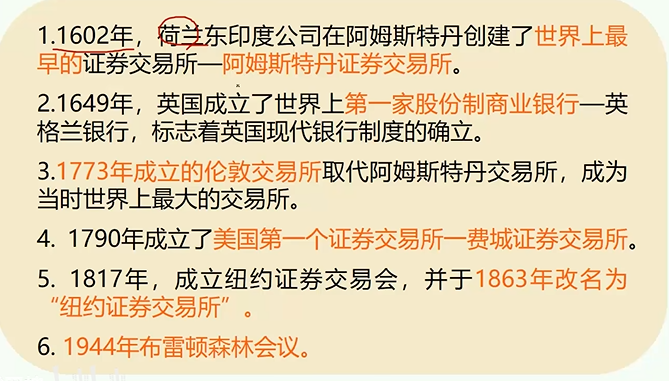 1.1602年，荷兰东印度公司在阿姆斯特丹创建了世界上最
早的证券交易所—阿姆斯特丹证券交易所。
2.1649年，英国成立了世界上第一家股份制商业银行—英
格兰银行，标志着英国现代银行制度的确立。
3.1773年成立的伦敦交易所取代阿姆斯特丹交易所，成为
当时世界上最大的交易所。
4. 1790年成立了美国第一个证券交易所一费城证券交易所。
5. 1817年，成立纽约证券交易会，并于1863年改名为
“纽约证券交易所”。
6. 1944年布雷顿森林会议。